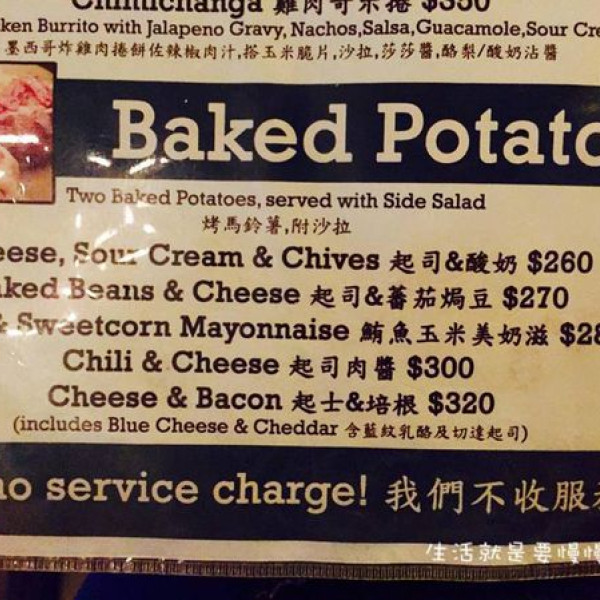 Chimichanga 雞肉奇米捲 $350
ken Burrito with Jalapeno Gravy, Nachos,Salsa,Guacamole,Sour Cre
墨西哥炸雞肉捲餅佐辣椒肉汁,搭玉米脆片,沙拉,莎莎醬,酪梨/酸奶沾醬
Baked Potato
Two Baked Potatoes, served with Side Salad
烤馬鈴薯,附沙拉
eese, Sour Cream & Chives 起司&酸奶 $260
aked Beans & Cheese 起司&蕃茄焗豆 $270
& Sweetcorn Mayonnaise 鮪魚玉米美奶滋 $28
Chili & Cheese 起司肉醬 $300
Cheese & Bacon 起士&培根 $320
(includes Blue Cheese & Cheddar 含藍紋乳酪及切達起司)
no service charge! 我們不收服務
生活就是要慢慢